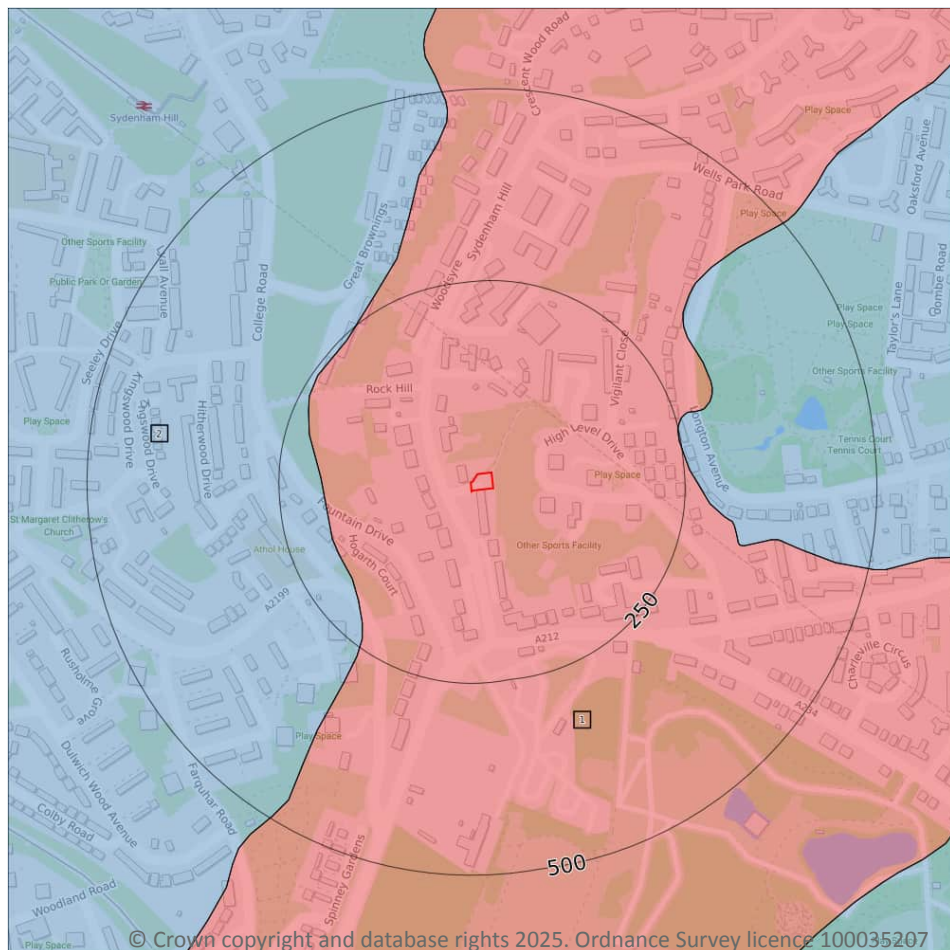 Crescent Wood Road
Sydenham Hill
Play Space
Oaksford Avenue
Wells Park Road
Play Space
Other Sports Facility
Great Brownings
Sydenham Hill
Woodsyre
Public Park Or Garden
College Road
Taylor's Lane
Play Space
Play Space
Seeley Drive
Vigilant Close
Other Sports Facility
Rock Hill
Kingswood Drive
Kingswood Drive
Hitherwood Drive
Play Space
2
High Level Drive
Longton Avenue
Tennis Court
Tennis Court
Play Space
St Margaret Clitherow's
Church
Fountain Drive
Athol House
Hogarth Court
Other Sports Facility
A2199
250
A212
Charleville Circus
Rusholme Grove
A234
1
Play Space
Dulwich Wood Avenue
Farquhar Road
Colby Road
500
Spinney Gardens
Woodland Road
Play Space
© Crown copyright and database rights 2025. Ordnance Survey licence 100035207